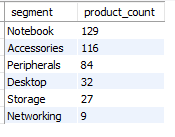 segment product_count
Notebook 129
Accessories 116
Peripherals 84
Desktop 32
Storage 27
Networking 9